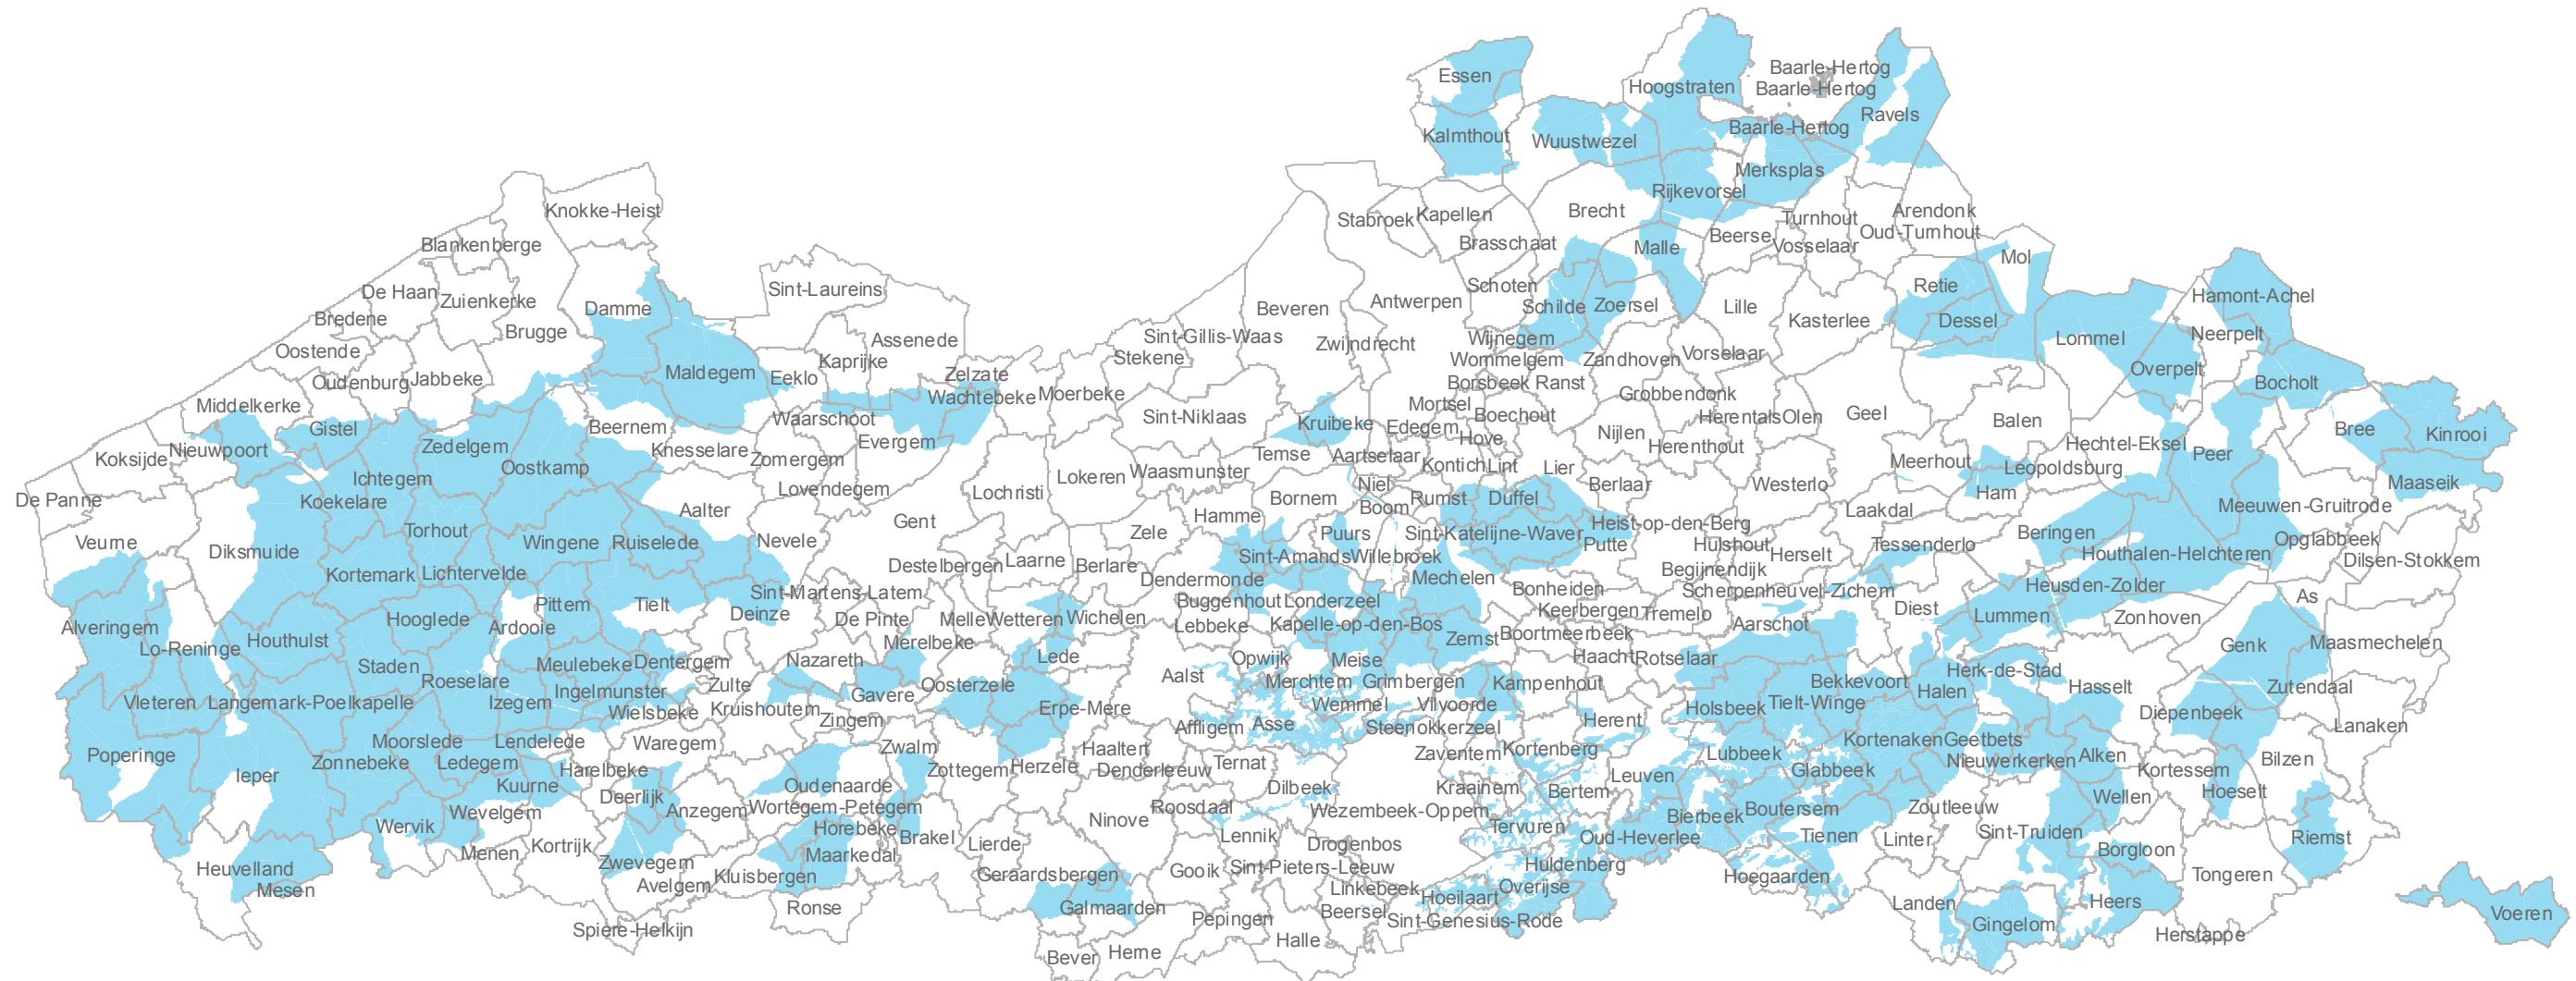 Baarle-Hertog
Essen
Hoogstraten
Baarle-Hertog
Ravels
Baarle-Hertog
Kalmthout
Wuustwezel
Merksplas
Rijkevorsel
Knokke-Heist
Stabroek
Kapellen
Brecht
Turnhout
Arendonk
Oud-Turnhout
Blankenberge
Brasschaat
Malle
Beerse
Vosselaar
Mol
De Haan
Zuienkerke
Sint-Laureins
Schoten
Retie
Hamont-Achel
Bredene
Damme
Beveren
Antwerpen
Schilde
Zoersel
Lille
Kasterlee
Dessel
Brugge
Assenede
Sint-Gillis-Waas
Zwijndrecht
Wijnegem
Lommel
Neerpelt
Oostende
Kaprijke
Stekene
Wommelgem
Zandhoven
Vorselaar
Oudenburg
Jabbeke
Maldegem
Eeklo
Zelzate
Borsbeek
Ranst
Overpelt
Bocholt
Middelkerke
Wachtebeke
Moerbeke
Mortsel
Grobbendonk
Gistel
Beernem
Waarschoot
Sint-Niklaas
Kruibeke
Edegem
Boechout
Herentals
Olen
Geel
Balen
Bree
Kinrooi
Koksijde
Nieuwpoort
Zedelgem
Knesselare
Evergem
Hove
Nijlen
Herenthout
Hechtel-Eksel
Peer
Oostkamp
Zomergem
Temse
Aartselaar
Kontich
Lint
Lier
Meerhout
Leopoldsburg
De Panne
Ichtegem
Koekelare
Lovendegem
Lochristi
Lokeren
Waasmunster
Bornem
Niel
Rumst
Duffel
Berlaar
Westerlo
Ham
Maaseik
Aalter
Gent
Hamme
Boom
Laakdal
Meeuwen-Gruitrode
Veurne
Diksmuide
Torhout
Wingene
Ruiselede
Nevele
Zele
Puurs
Sint-Katelijne-Waver
Heist-op-den-Berg
Putte
Hulshout
Herselt
Tessenderlo
Beringen
Opglabbeek
Dilsen-Stokkem
Kortemark
Lichtervelde
Destelbergen
Laarne
Berlare
Sint-Amands
Willebroek
Begijnendijk
Houthalen-Helchteren
Dendermonde
Mechelen
Bonheiden
Scherpenheuvel-Zichem
Heusden-Zolder
Sint-Martens-Latem
Buggenhout
Londerzeel
Keerbergen
Tremelo
Diest
Lummen
Zonhoven
As
Alveringem
Hooglede
Pittem
Tielt
Deinze
De Pinte
Melle
Wetteren
Wichelen
Lebbeke
Kapelle-op-den-Bos
Zemst
Boortmeerbeek
Aarschot
Lo-Reninge
Houthulst
Ardooie
Merelbeke
Genk
Maasmechelen
Staden
Meulebeke
Dentergem
Nazareth
Lede
Aalst
Opwijk
Meise
Haacht
Rotselaar
Herk-de-Stad
Roeselare
Zulte
Gavere
Oosterzele
Merchtem
Grimbergen
Kampenhout
Bekkevoort
Halen
Hasselt
Zutendaal
Vleteren
Langemark-Poelkapelle
Izegem
Ingelmunster
Wielsbeke
Kruishoutem
Zingem
Erpe-Mere
Affligem
Asse
Wemmel
Vilvoorde
Herent
Holsbeek
Tielt-Winge
Diepenbeek
Lanaken
Poperinge
Ieper
Moorslede
Zonnebeke
Ledegem
Lendelede
Waregem
Zwalm
Haaltert
Steenokkerzeel
Zaventem
Kortenberg
Lubbeek
Kortenaken
Geetbets
Nieuwerkerken
Alken
Bilzen
Harelbeke
Zottegem
Herzele
Denderleeuw
Ternat
Leuven
Glabbeek
Kortessem
Kuurne
Oudenaarde
Dilbeek
Kraainem
Bertem
Hoeselt
Wevelgem
Deerlijk
Anzegem
Wortegem-Petegem
Roosdaal
Wezembeek-Oppem
Bierbeek
Boutersem
Zoutleeuw
Wellen
Wervik
Horebeke
Brakel
Ninove
Lennik
Tervuren
Oud-Heverlee
Tienen
Linter
Sint-Truiden
Riemst
Menen
Kortrijk
Maarkedal
Lierde
Drogenbos
Borgloon
Heuvelland
Zwevegem
Kluisbergen
Geraardsbergen
Gooik
Sint-Pieters-Leeuw
Huldenberg
Hoegaarden
Tongeren
Mesen
Avelgem
Linkebeek
Hoeilaart
Overijse
Ronse
Galmaarden
Pepingen
Beersel
Sint-Genesius-Rode
Landen
Heers
Voeren
Spiere-Helkijn
Halle
Gingelom
Herstappe
Bever
Herne